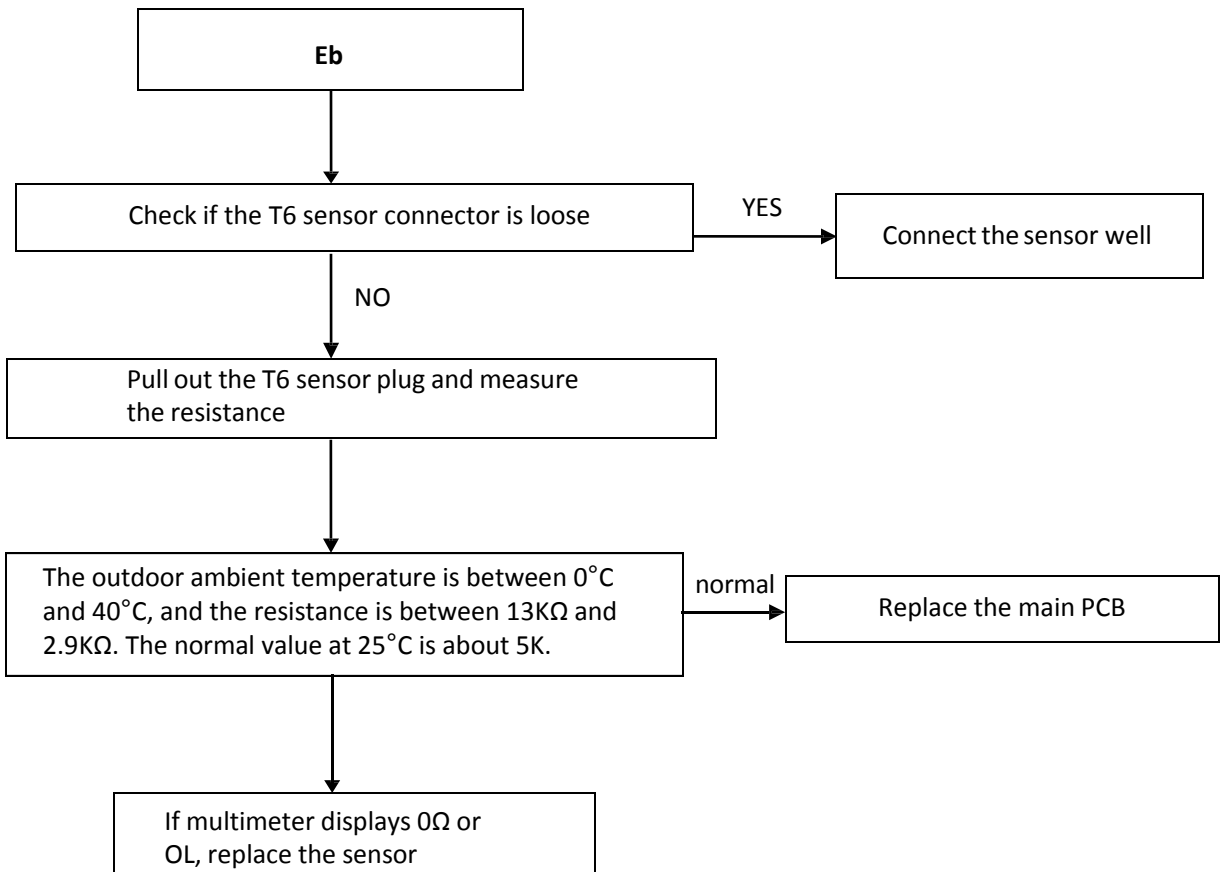 Eb
Check if the T6 sensor connector is loose
YES
Connect the sensor well
NO
Pull out the T6 sensor plug and measure
the resistance
The outdoor ambient temperature is between 0°C
and 40°C, and the resistance is between 13KΩ and
2.9KΩ. The normal value at 25°C is about 5K.
normal
Replace the main PCB
If multimeter displays 0Ω or
OL, replace the sensor